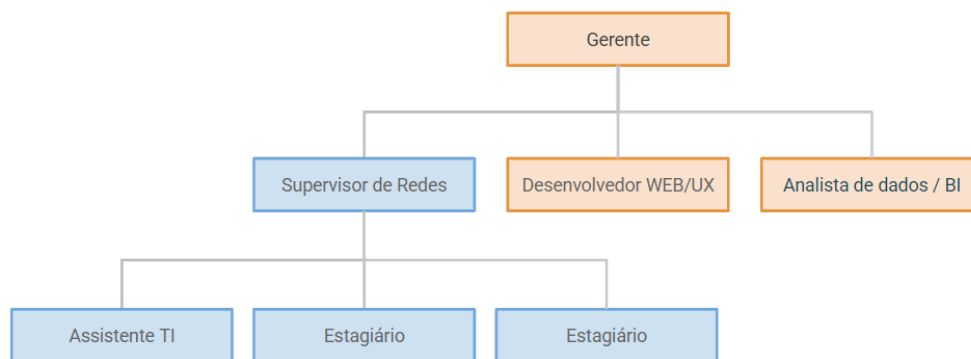 Gerente
Supervisor de Redes
Desenvolvedor WEB/UX
Analista de dados / BI
Assistente TI
Estagiário
Estagiário